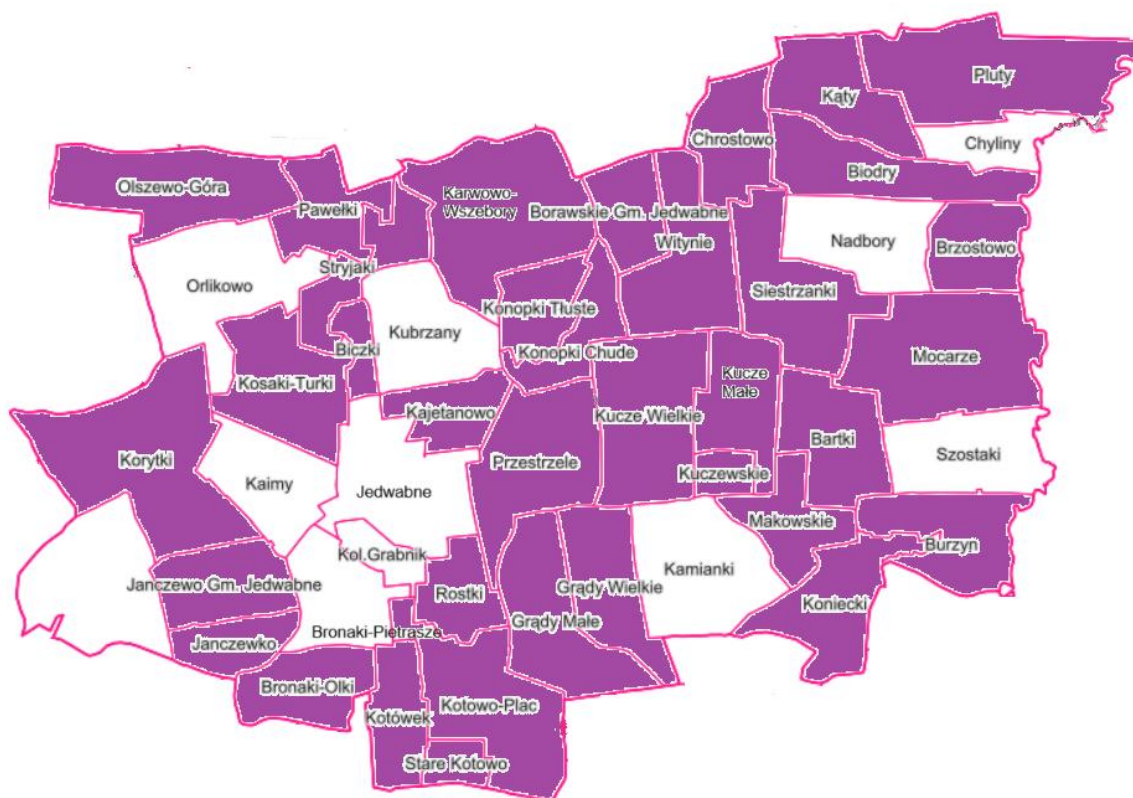 Pluty
Kąty
Chrostowo
Chyliny
Biodry
Olszewo-Góra
Karwowo-
Wszebory
Pawełki
Borawskie Gm. Jedwabne
Witynie
Nadbory
Brzostowo
Stryjaki
Orlikowo
Siestrzanki
Konopki Tłuste
Kubrzany
Biczki
Konopki Chude
Mocarze
Kosaki-Turki
Kucze
Małe
Kajetanowo
Kucze Wielkie
Bartki
Korytki
Przestrzele
Szostaki
Kaimy
Jedwabne
Kuczewskie
Makowskie
Burzyn
Kol.Grabnik
Kamianki
Janczewo Gm. Jedwabne
Rostki
Grądy Wielkie
Koniecki
Grądy Małe
Bronaki-Pietrasze
Janczewko
Bronaki-Olki
Kotowo-Plac
Kotówek
Stare Kotowo